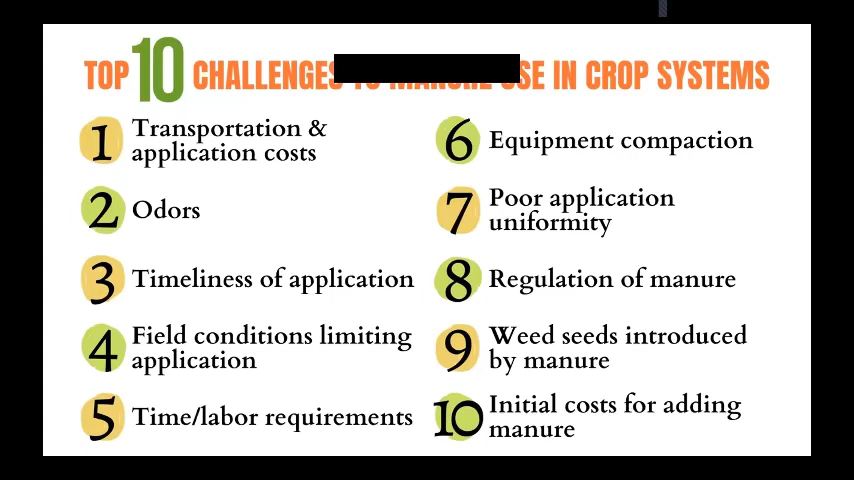 TOP 10 CHALLENGES USE IN CROP SYSTEMS
1 Transportation &
application costs
2 Odors
3 Timeliness of application
4 Field conditions limiting
application
5 Time/labor requirements
6 Equipment compaction
7 Poor application
uniformity
8 Regulation of manure
9 Weed seeds introduced
by manure
10 Initial costs for adding
manure